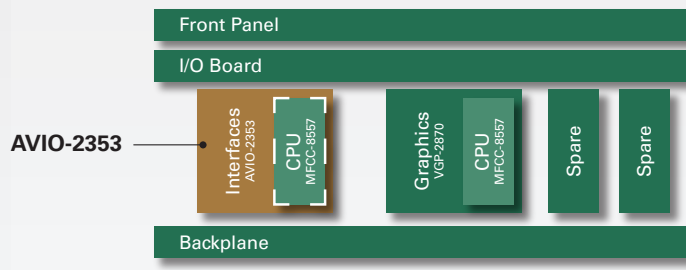 Front Panel
I/O Board
AVIO-2353
Interfaces
AVIO-2353
CPU
MFCC-8557
Graphics
VGP-2870
CPU
MFCC-8557
Spare
Spare
Backplane